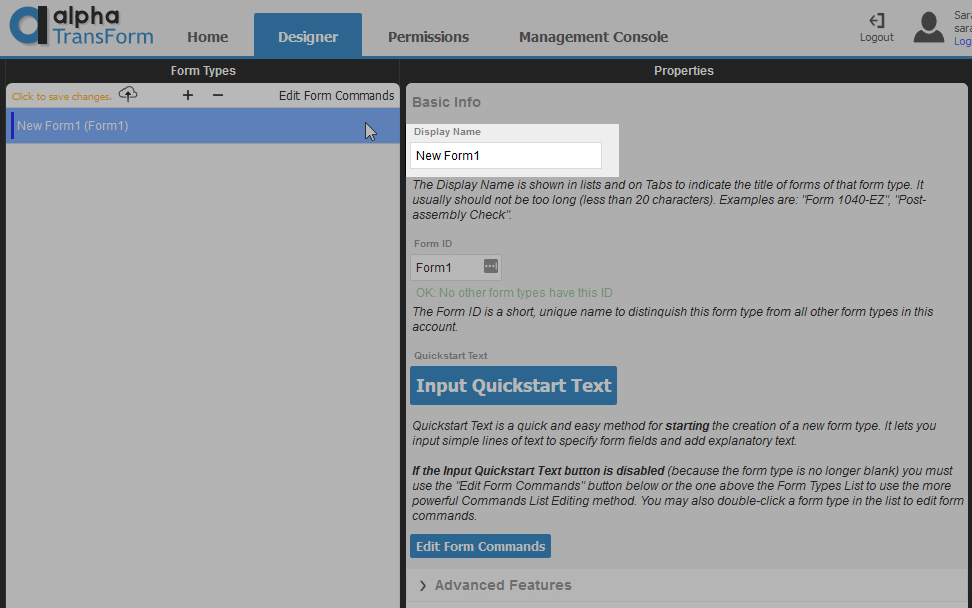 alpha
TransForm
Home
Designer
Permissions
Management Console
Logout
Form Types
Properties
Click to save changes.
+ −
Edit Form Commands
New Form1 (Form1)
Basic Info
Display Name
New Form1
The Display Name is shown in lists and on Tabs to indicate the title of forms of that form type. It
usually should not be too long (less than 20 characters). Examples are: "Form 1040-EZ", "Post-
assembly Check".
Form ID
Form1
OK: No other form types have this ID
The Form ID is a short, unique name to distinquish this form type from all other form types in this
account.
Quickstart Text
Input Quickstart Text
Quickstart Text is a quick and easy method for starting the creation of a new form type. It lets you
input simple lines of text to specify form fields and add explanatory text.
If the Input Quickstart Text button is disabled (because the form type is no longer blank) you must
use the "Edit Form Commands" button below or the one above the Form Types List to use the more
powerful Commands List Editing method. You may also double-click a form type in the list to edit form
commands.
Edit Form Commands
Advanced Features